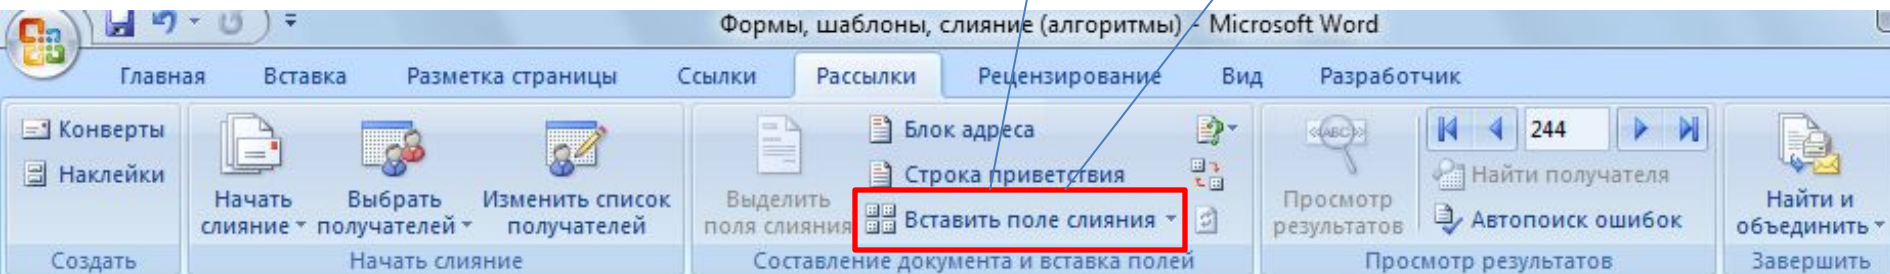 Формы, шаблоны, слияние (алгоритмы) - Microsoft Word
Главная Вставка Разметка страницы Ссылки Рассылки Рецензирование Вид Разработчик
Конверты
Наклейки
Создать
Начать
слияние
Выбрать
получателей
Изменить список
получателей
Начать слияние
Выделить
поля слияния
Блок адреса
Строка приветствия
Вставить поле слияния
Составление документа и вставка полей
«ABC»
Просмотр
результатов
244
Найти получателя
Автопоиск ошибок
Просмотр результатов
Найти и
объединить
Завершить